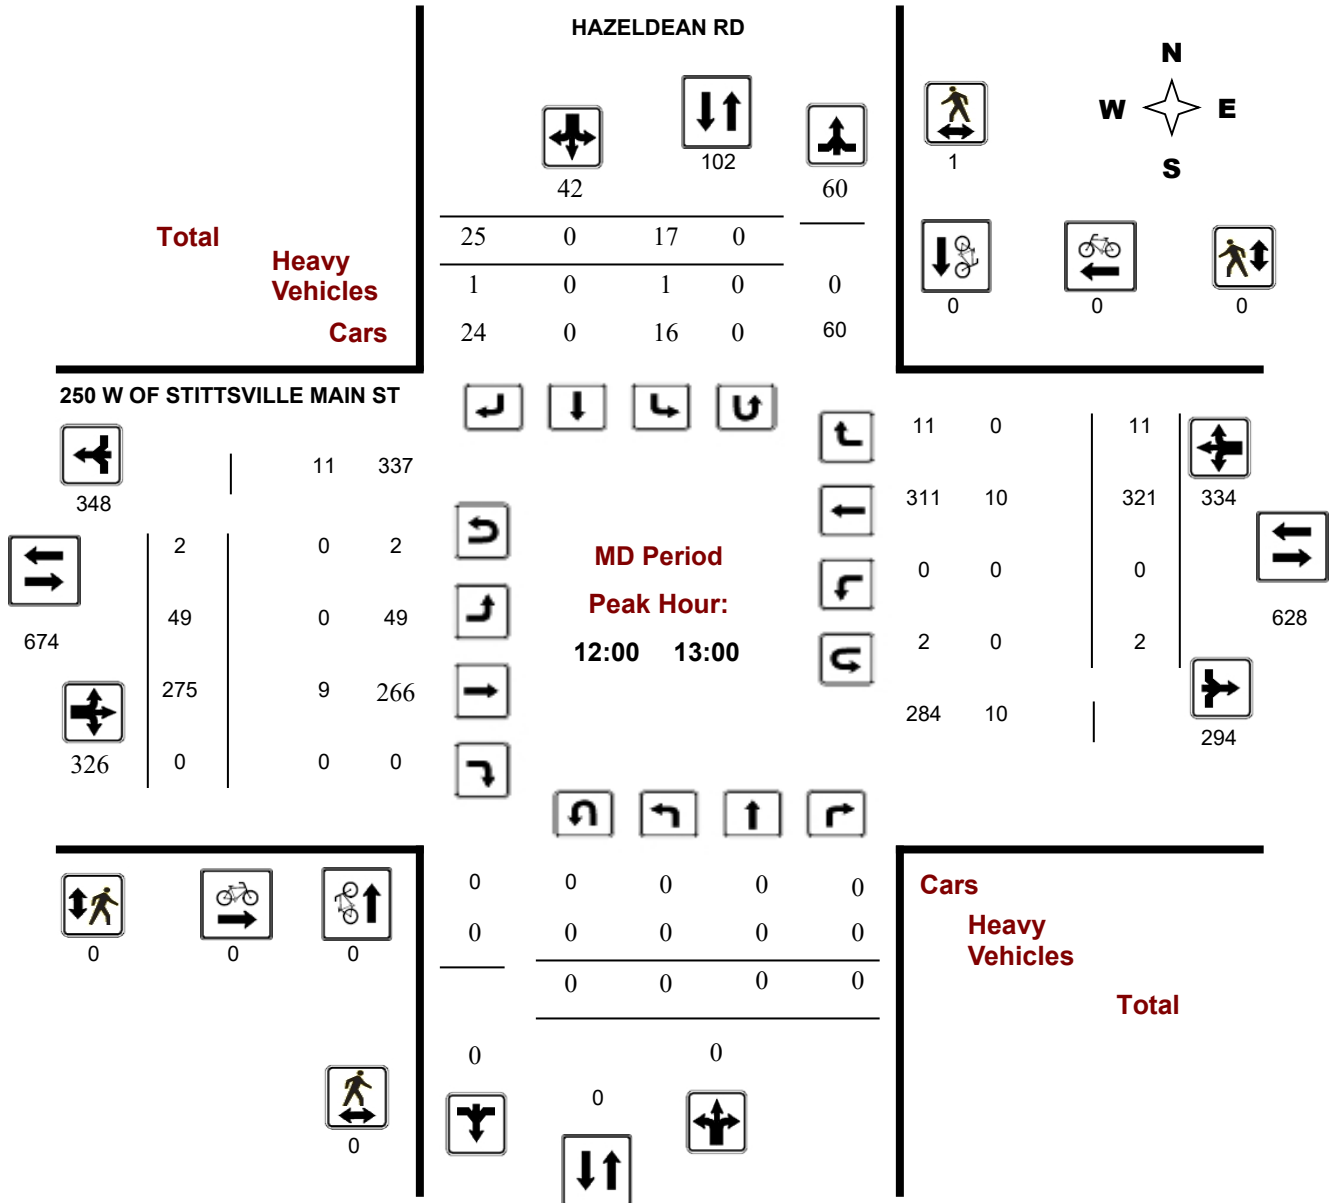 HAZELDEAN RD
N
W E
S
42
102
60
1
Total
25 0 17 0
Heavy
Vehicles
1 0 1 0 0
Cars
24 0 16 0 60
0 0 0
250 W OF STITTSVILLE MAIN ST
348
11 337
2 0 2
674
49 0 49
275 9 266
326
0 0 0
MD Period
Peak Hour:
12:00 13:00
11 0 11
334
311 10 321
0 0 0
628
2 0 2
284 10
294
0 0 0
0 0 0 0 0
0 0 0 0 0
0 0 0 0
0 0
0
0
Cars
Heavy
Vehicles
Total